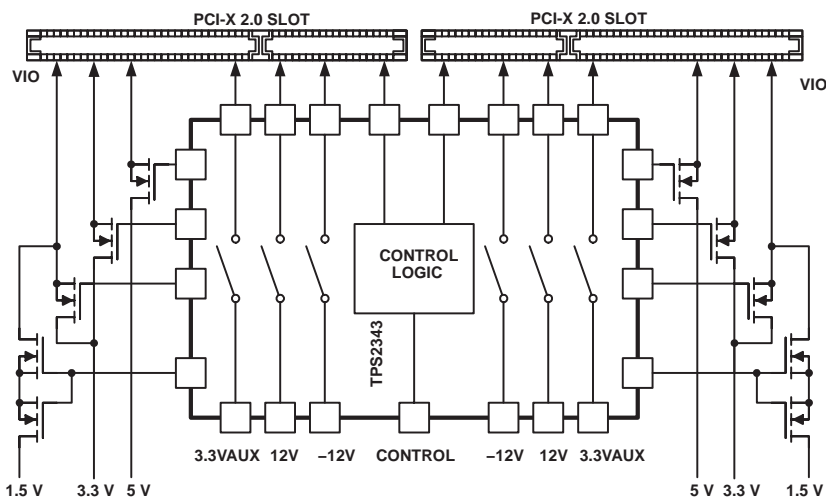 PCI-X 2.0 SLOT
PCI-X 2.0 SLOT
VIO
VIO
CONTROL
LOGIC
TPS2343
3.3VAUX 12V –12V CONTROL –12V 12V 3.3VAUX
1.5 V 3.3 V 5 V 5 V 3.3 V 1.5 V